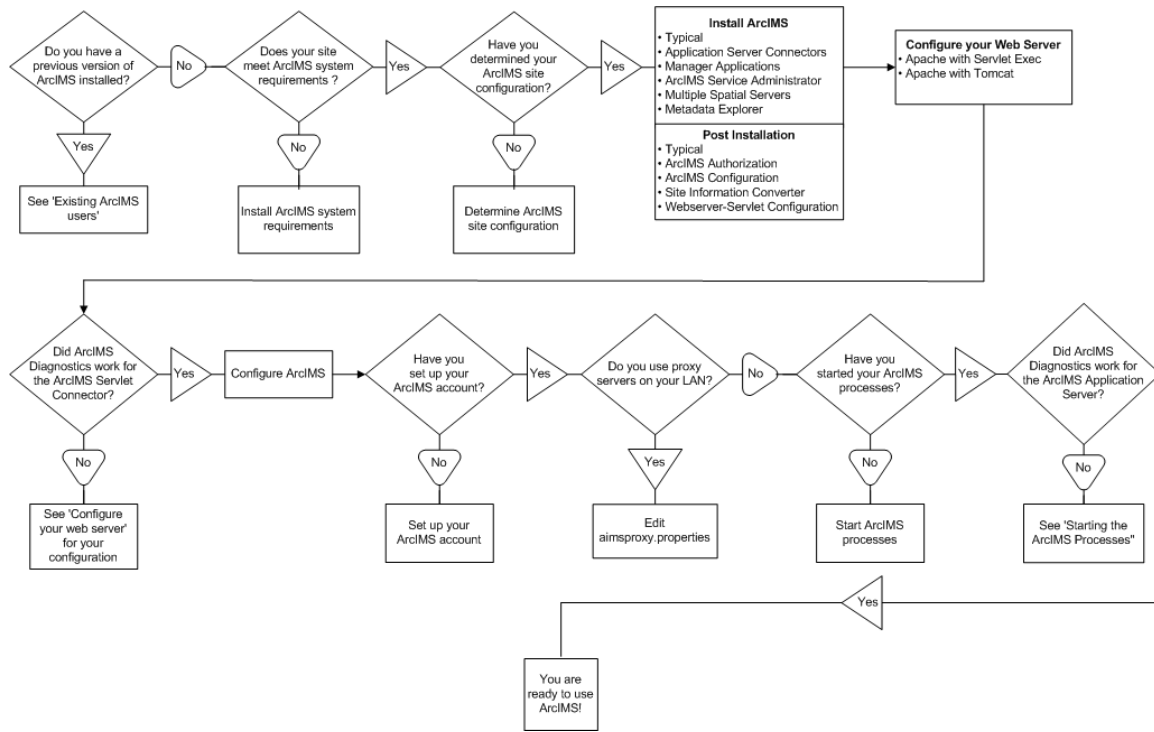 Do you have a
previous version of
ArcIMS installed?
No
Does your site
meet ArcIMS system
requirements ?
Yes
Have you
determined your
ArcIMS site
configuration?
Yes
Install ArcIMS
• Typical
• Application Server Connectors
• Manager Applications
• ArcIMS Service Administrator
• Multiple Spatial Servers
• Metadata Explorer
Configure your Web Server
• Apache with Servlet Exec
• Apache with Tomcat
Yes
See 'Existing ArcIMS
users'
No
Install ArcIMS system
requirements
No
Determine ArcIMS
site configuration
Post Installation
• Typical
• ArcIMS Authorization
• ArcIMS Configuration
• Site Information Converter
• Webserver-Servlet Configuration
Did ArcIMS
Diagnostics work for
the ArcIMS Servlet
Connector?
Yes
Configure ArcIMS
Have you
set up your
ArcIMS account?
Yes
Do you use proxy
servers on your LAN?
No
Have you
started your ArcIMS
processes?
Yes
Did ArcIMS
Diagnostics work for
the ArcIMS Application
Server?
No
See 'Configure
your web server'
for your
configuration
No
Set up your
ArcIMS account
Yes
Edit
aimsproxy.properties
No
Start ArcIMS
processes
No
See 'Starting the
ArcIMS Processes"
Yes
You are
ready to use
ArcIMS!